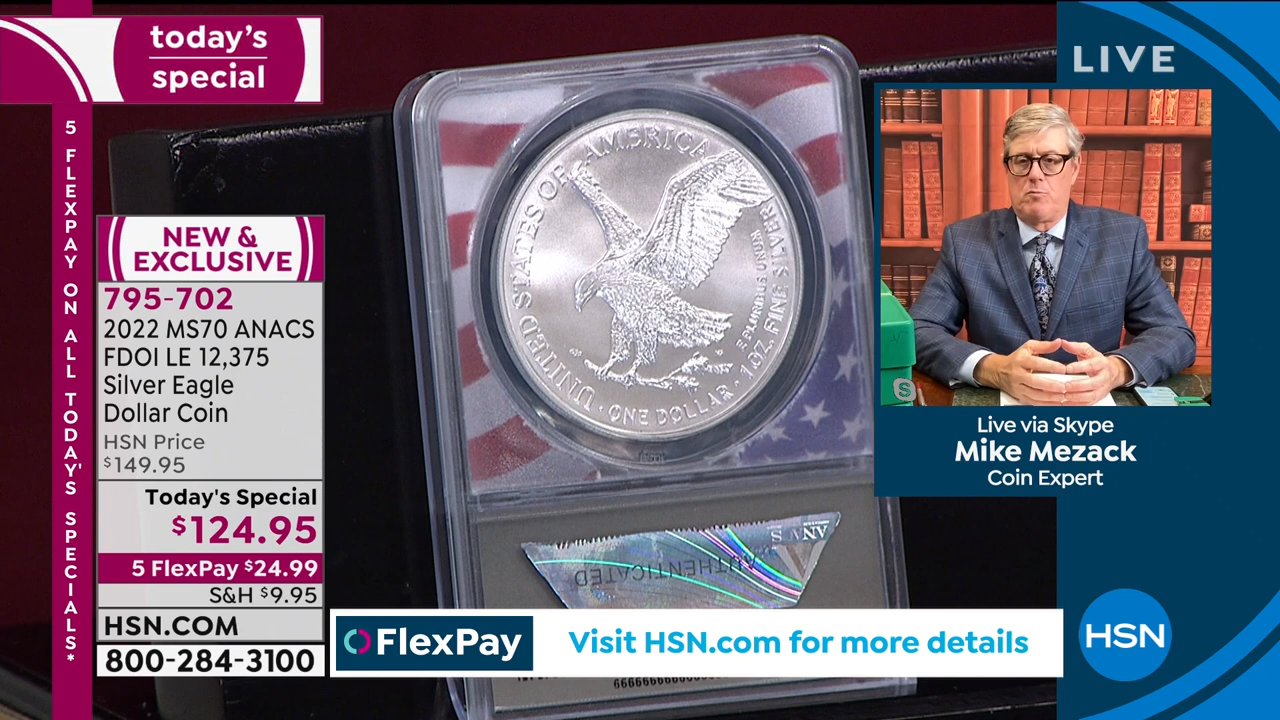 today's
special
5 FLEXPAY ON ALL TODAY'S SPECIALS*
NEW &
EXCLUSIVE
795-702
2022 MS70 ANACS
FDOI LE 12,375
Silver Eagle
Dollar Coin
HSN Price
$149.95
Today's Special
$124.95
5 FlexPay $24.99
S&H $9.95
HSN.COM
800-284-3100
UNITED STATES OF AMERICA
E PLURIBUS UNUM
1 OZ. FINE SILVER · ONE DOLLAR ·
ANACS
AUTHENTICATED
FlexPay
Visit HSN.com for more details
LIVE
S
Live via Skype
Mike Mezack
Coin Expert
HSN